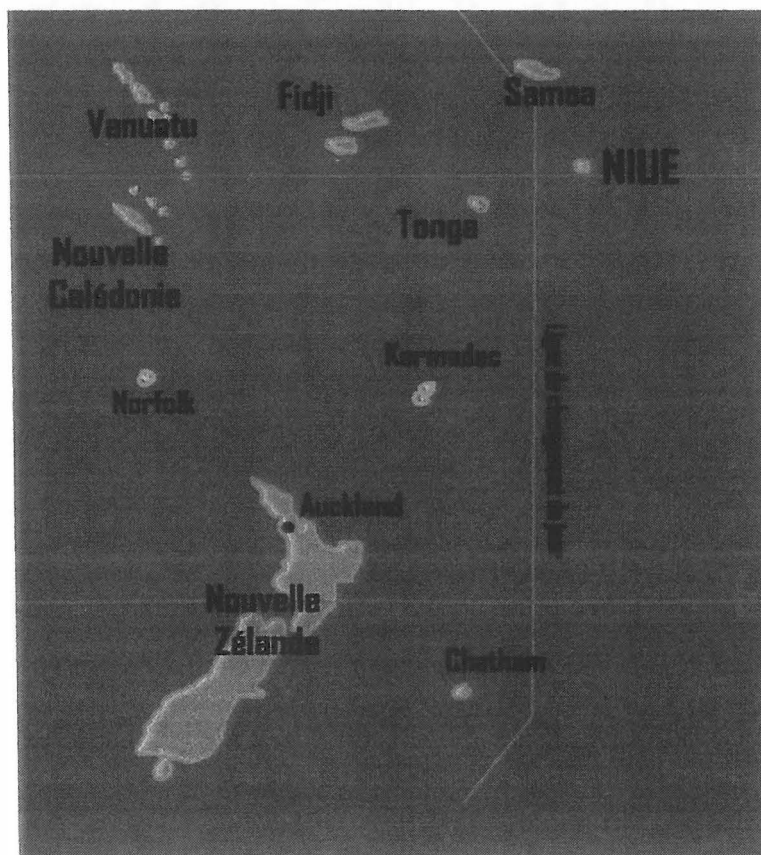 Fidji
Samoa
Vanuatu
NIUE
Tonga
Nouvelle
Calédonie
Kermadec
Norfolk
Auckland
Nouvelle
Zélande
Chatham